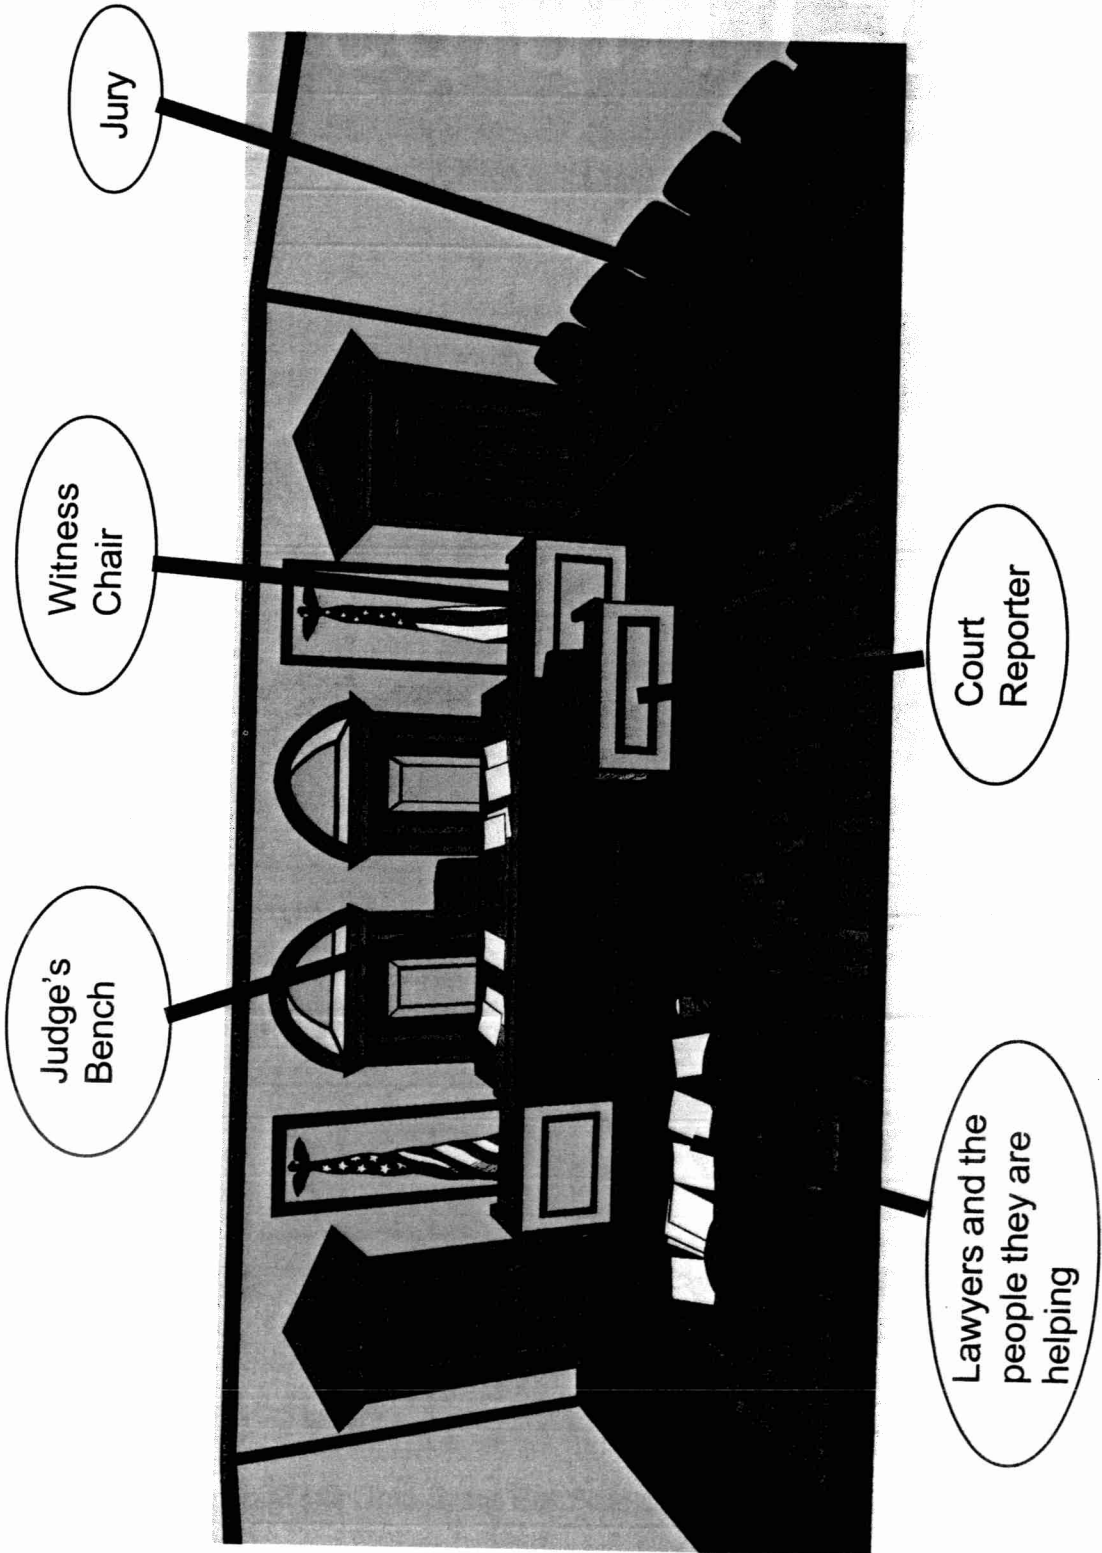 Judge's
Bench
Witness
Chair
Jury
Lawyers and the
people they are
helping
Court
Reporter